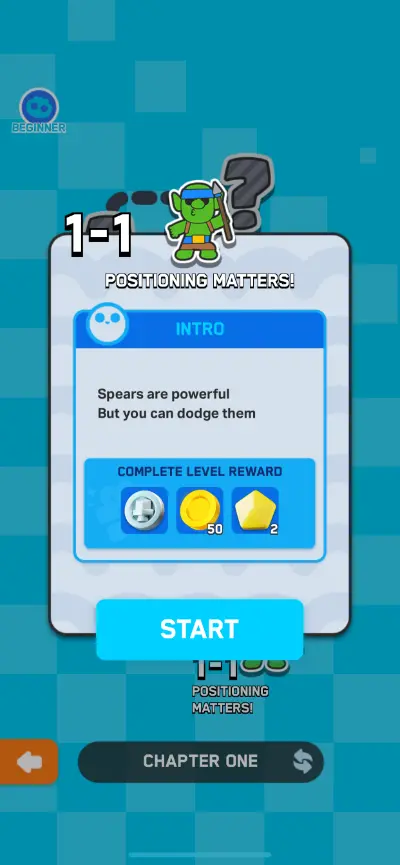 BEGINNER
1-1
POSITIONING MATTERS!
INTRO
Spears are powerful
But you can dodge them
COMPLETE LEVEL REWARD
50
2
START
1-1
POSITIONING
MATTERS!
CHAPTER ONE